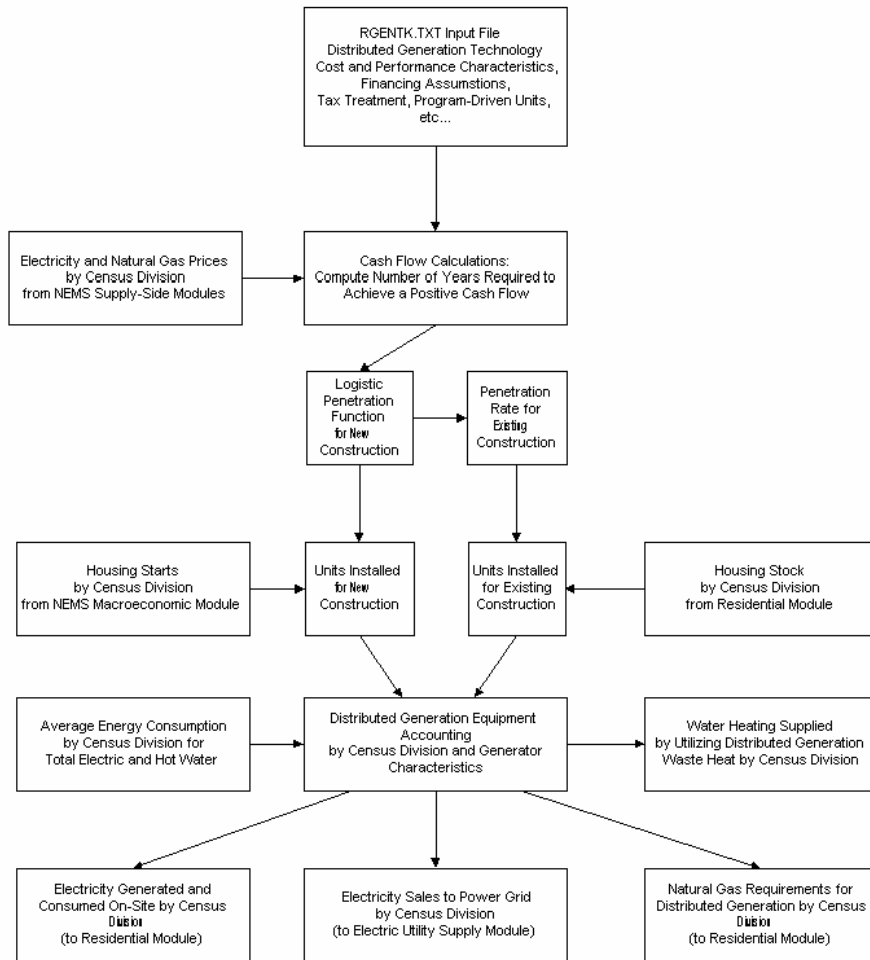 RGENTK.TXT Input File
Distributed Generation Technology
Cost and Performance Characteristics,
Financing Assumstions,
Tax Treatment, Program-Driven Units,
etc...
Electricity and Natural Gas Prices
by Census Division
from NEMS Supply-Side Modules
Cash Flow Calculations:
Compute Number of Years Required to
Achieve a Positive Cash Flow
Logistic
Penetration
Function
for New
Construction
Penetration
Rate for
Existing
Construction
Housing Starts
by Census Division
from NEMS Macroeconomic Module
Units Installed
for New
Construction
Units Installed
for Existing
Construction
Housing Stock
by Census Division
from Residential Module
Average Energy Consumption
by Census Division for
Total Electric and Hot Water
Distributed Generation Equipment
Accounting
by Census Division and Generator
Characteristics
Water Heating Supplied
by Utilizing Distributed Generation
Waste Heat by Census Division
Electricity Generated and
Consumed On-Site by Census
Division
(to Residential Module)
Electricity Sales to Power Grid
by Census Division
(to Electric Utility Supply Module)
Natural Gas Requirements for
Distributed Generation by Census
Division
(to Residential Module)